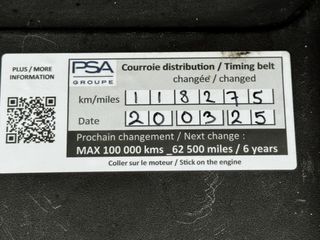 PLUS / MORE
INFORMATION
PSA
GROUPE
Courroie distribution / Timing belt
changée / changed
km/miles 118275
Date 200325
Prochain changement / Next change :
MAX 100 000 kms _62 500 miles / 6 years
Coller sur le moteur / Stick on the engine